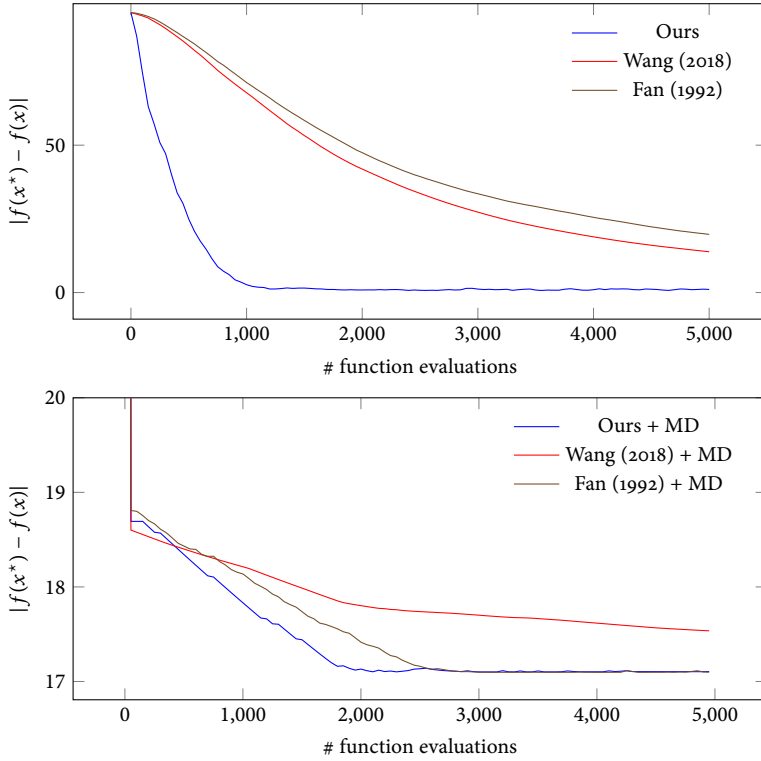 Ours
Wang (2018)
Fan (1992)
50
0
|f(x⋆) − f(x)|
0 1,000 2,000 3,000 4,000 5,000
# function evaluations
20
19
18
17
|f(x⋆) − f(x)|
Ours + MD
Wang (2018) + MD
Fan (1992) + MD
0 1,000 2,000 3,000 4,000 5,000
# function evaluations